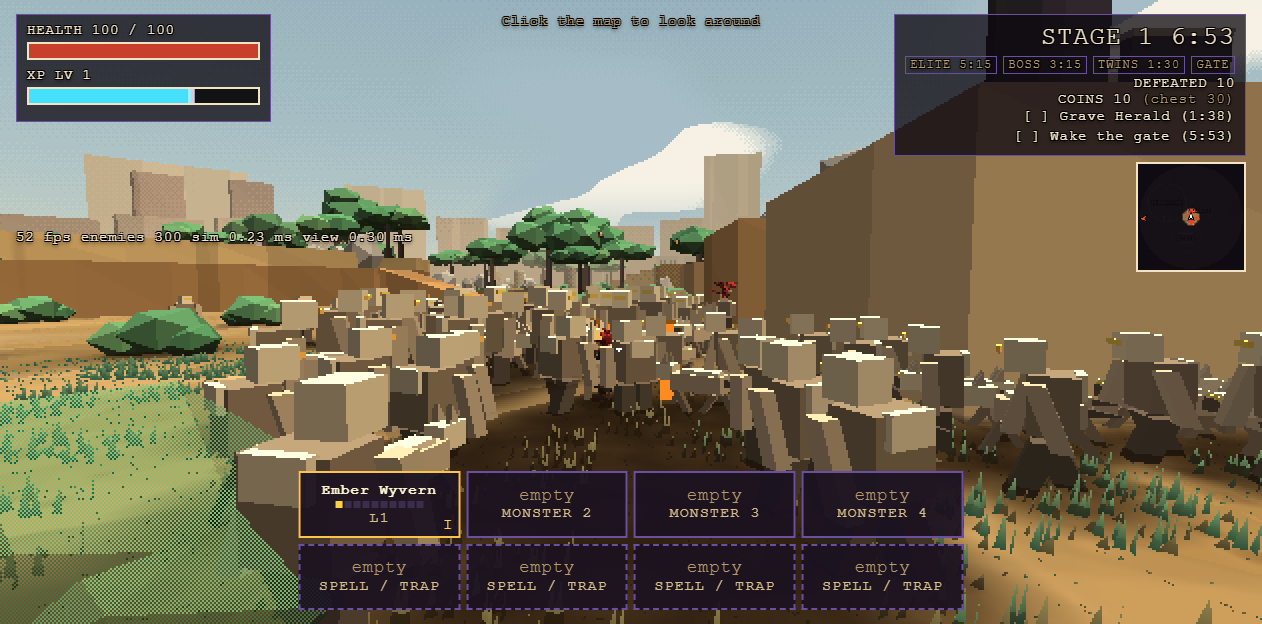 HEALTH 100 / 100
XP LV 1
Click the map to look around
STAGE 1 6:53
ELITE 5:15 BOSS 3:15 TWINS 1:30 GATE
DEFEATED 10
COINS 10 (chest 30)
[ ] Grave Herald (1:38)
[ ] Wake the gate (5:53)
52 fps enemies 300 sim 0.23 ms view 0.30 ms
Ember Wyvern
L1
I
empty
MONSTER 2
empty
MONSTER 3
empty
MONSTER 4
empty
SPELL / TRAP
empty
SPELL / TRAP
empty
SPELL / TRAP
empty
SPELL / TRAP